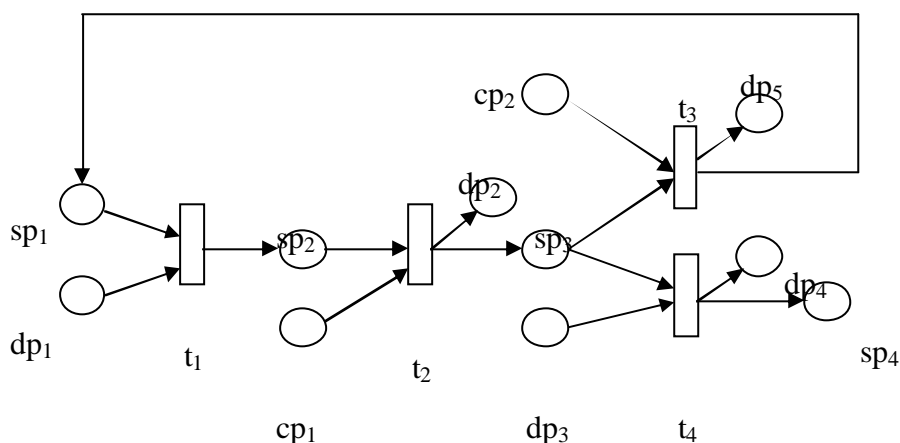 cp₂
dp₅
t₃
dp₂
sp₁
sp₂
sp₃
dp₄
dp₁
t₁
t₂
sp₄
cp₁
dp₃
t₄